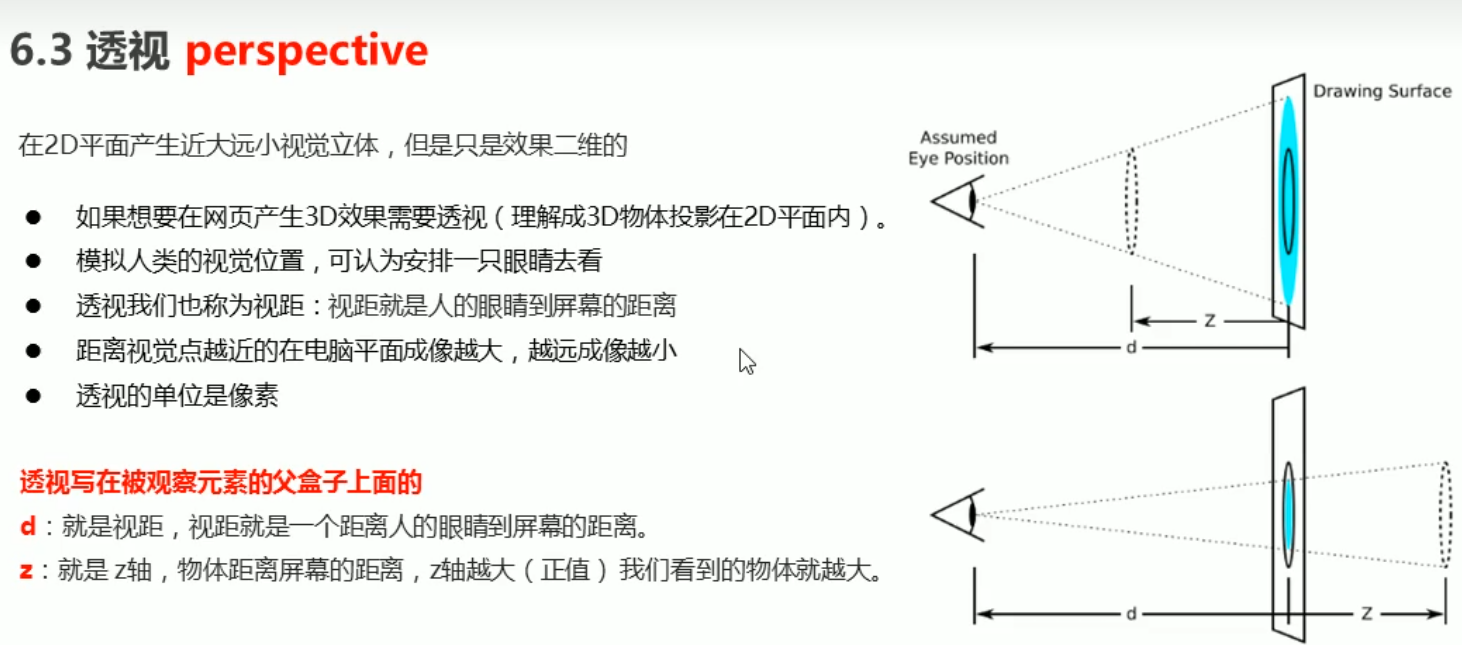 6.3 透视 perspective
在2D平面产生近大远小视觉立体，但是只是效果二维的
● 如果想要在网页产生3D效果需要透视（理解成3D物体投影在2D平面内）。
● 模拟人类的视觉位置，可认为安排一只眼睛去看
● 透视我们也称为视距：视距就是人的眼睛到屏幕的距离
● 距离视觉点越近的在电脑平面成像越大，越远成像越小
● 透视的单位是像素
透视写在被观察元素的父盒子上面的
d：就是视距，视距就是一个距离人的眼睛到屏幕的距离。
z：就是 z轴，物体距离屏幕的距离，z轴越大（正值） 我们看到的物体就越大。
Drawing Surface
Assumed
Eye Position
Z
d
d
Z